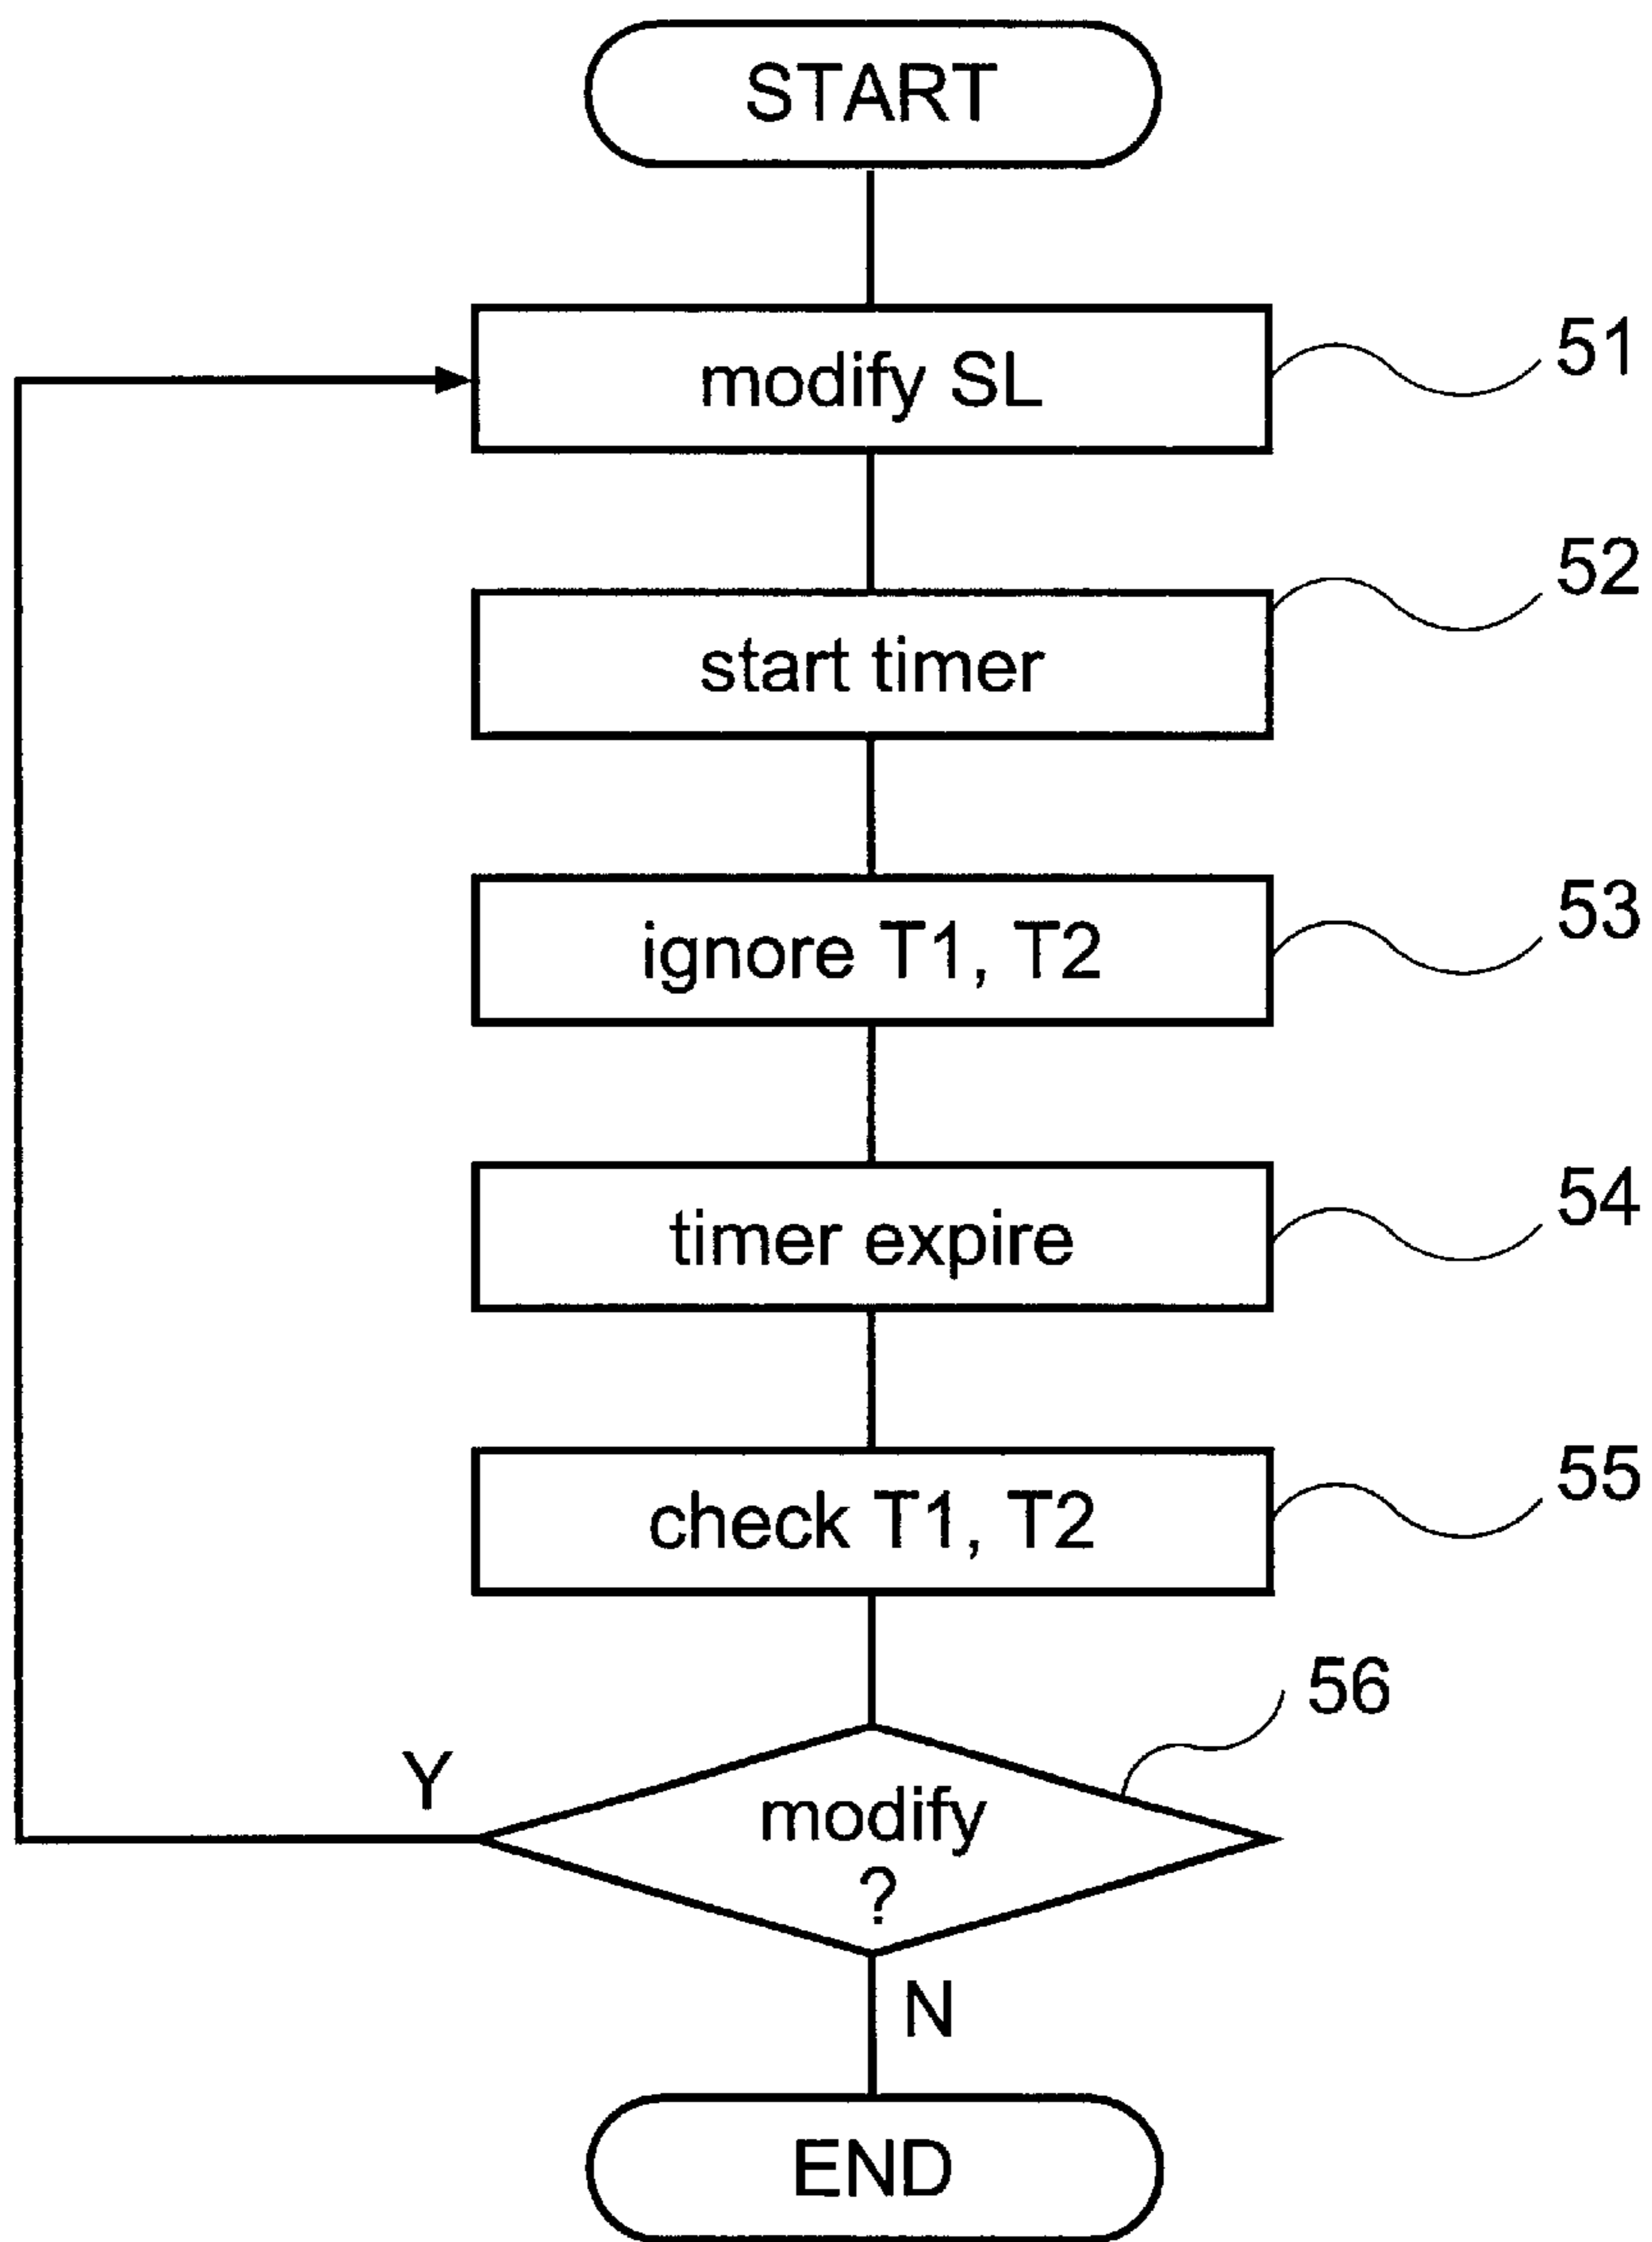 START
modify SL
51
start timer
52
ignore T1, T2
53
timer expire
54
check T1, T2
55
56
Y
modify
?
N
END